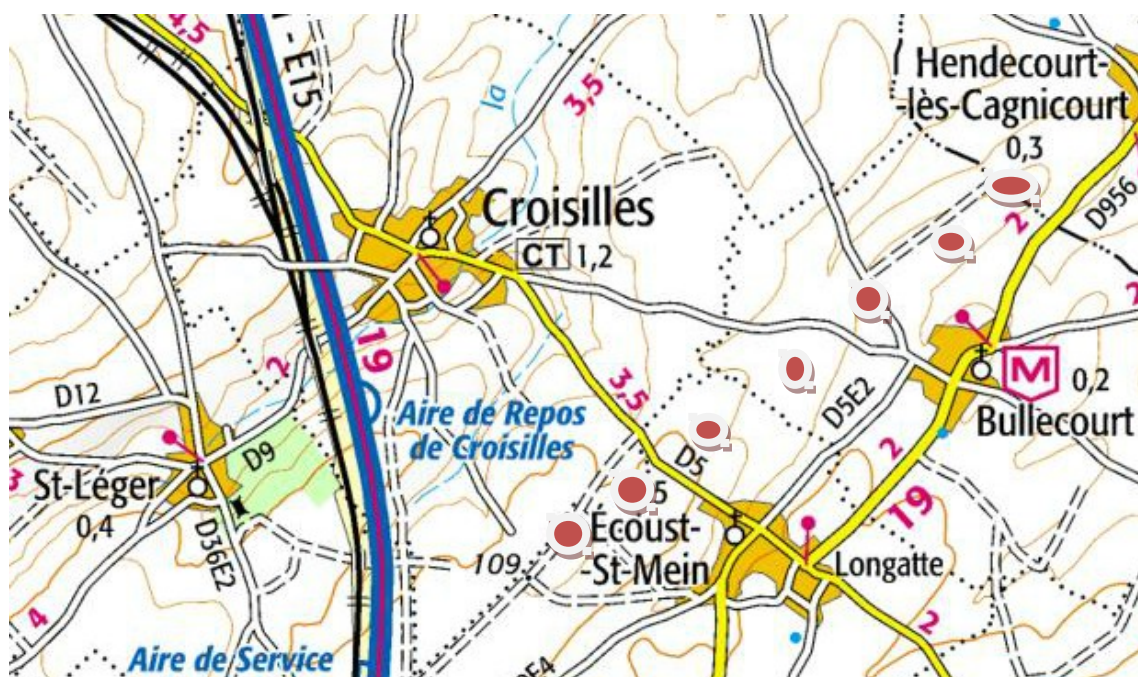 4,5
- E15
la
3,5
Hendecourt-
-lès-Cagnicourt
0,3
D956
2
Croisilles
CT 1,2
2
19
2
3,5
Aire de Repos
de Croisilles
D12
D9
D5E2
M 0,2
Bullecourt
2
19
3
St-Léger
0,4
D36E2
D5
5
Ecoust-
-St-Mein
Longatte
109
4
2
Aire de Service